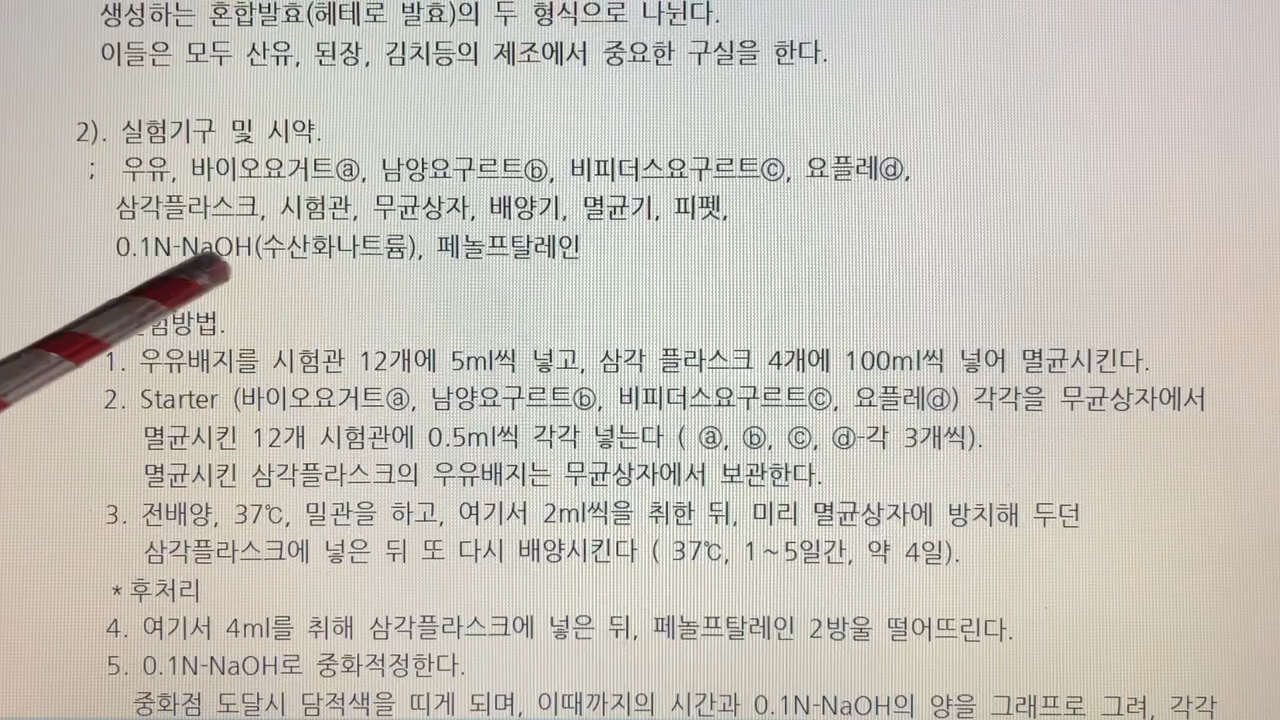 생성하는 혼합발효(헤테로 발효)의 두 형식으로 나뉜다.
이들은 모두 산유, 된장, 김치등의 제조에서 중요한 구실을 한다.
2). 실험기구 및 시약.
; 우유, 바이오요거트ⓐ, 남양요구르트ⓑ, 비피더스요구르트ⓒ, 요플레ⓓ,
삼각플라스크, 시험관, 무균상자, 배양기, 멸균기, 피펫,
0.1N-NaOH(수산화나트륨), 페놀프탈레인
험방법.
1. 우유배지를 시험관 12개에 5ml씩 넣고, 삼각 플라스크 4개에 100ml씩 넣어 멸균시킨다.
2. Starter (바이오요거트ⓐ, 남양요구르트ⓑ, 비피더스요구르트ⓒ, 요플레ⓓ) 각각을 무균상자에서
멸균시킨 12개 시험관에 0.5ml씩 각각 넣는다 ( ⓐ, ⓑ, ⓒ, ⓓ-각 3개씩).
멸균시킨 삼각플라스크의 우유배지는 무균상자에서 보관한다.
3. 전배양, 37℃, 밀관을 하고, 여기서 2ml씩을 취한 뒤, 미리 멸균상자에 방치해 두던
삼각플라스크에 넣은 뒤 또 다시 배양시킨다 ( 37℃, 1~5일간, 약 4일).
* 후처리
4. 여기서 4ml를 취해 삼각플라스크에 넣은 뒤, 페놀프탈레인 2방울 떨어뜨린다.
5. 0.1N-NaOH로 중화적정한다.
중화점 도달시 담적색을 띠게 되며, 이때까지의 시간과 0.1N-NaOH의 양을 그래프로 그려, 각각